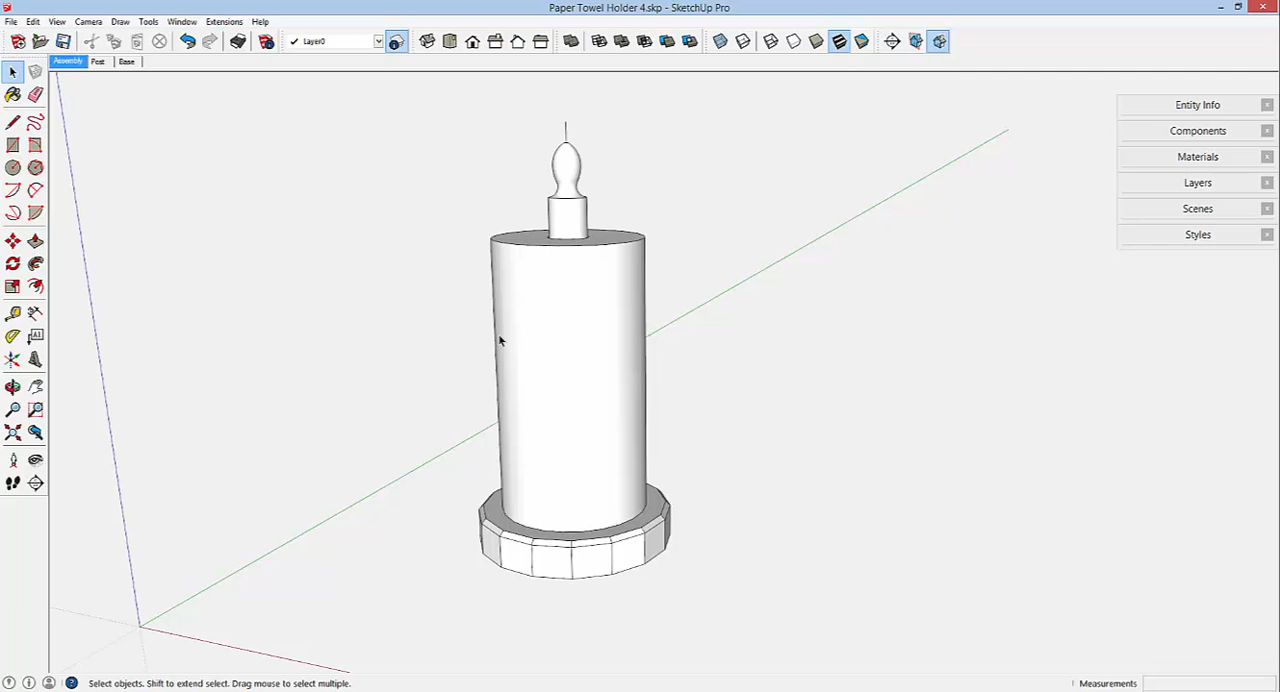 Paper Towel Holder 4.skp - SketchUp Pro
File Edit View Camera Draw Tools Window Extensions Help
Layer0
Assembly Post Base
Entity Info
Components
Materials
Layers
Scenes
Styles
Select objects. Shift to extend select. Drag mouse to select multiple.
Measurements